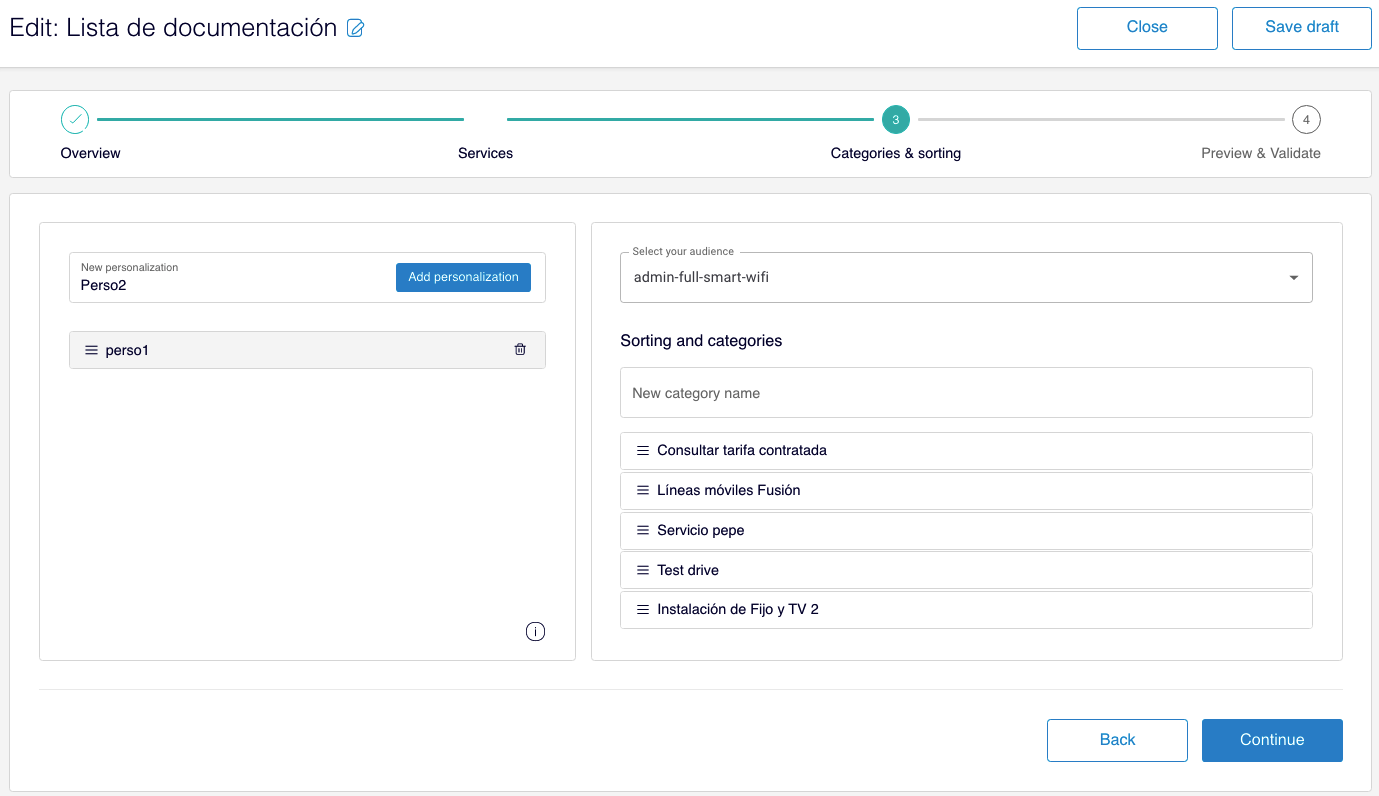 Edit: Lista de documentación
Close
Save draft
3
4
Overview
Services
Categories & sorting
Preview & Validate
New personalization
Perso2
Add personalization
perso1
i
Select your audience
admin-full-smart-wifi
Sorting and categories
New category name
Consultar tarifa contratada
Líneas móviles Fusión
Servicio pepe
Test drive
Instalación de Fijo y TV 2
Back
Continue